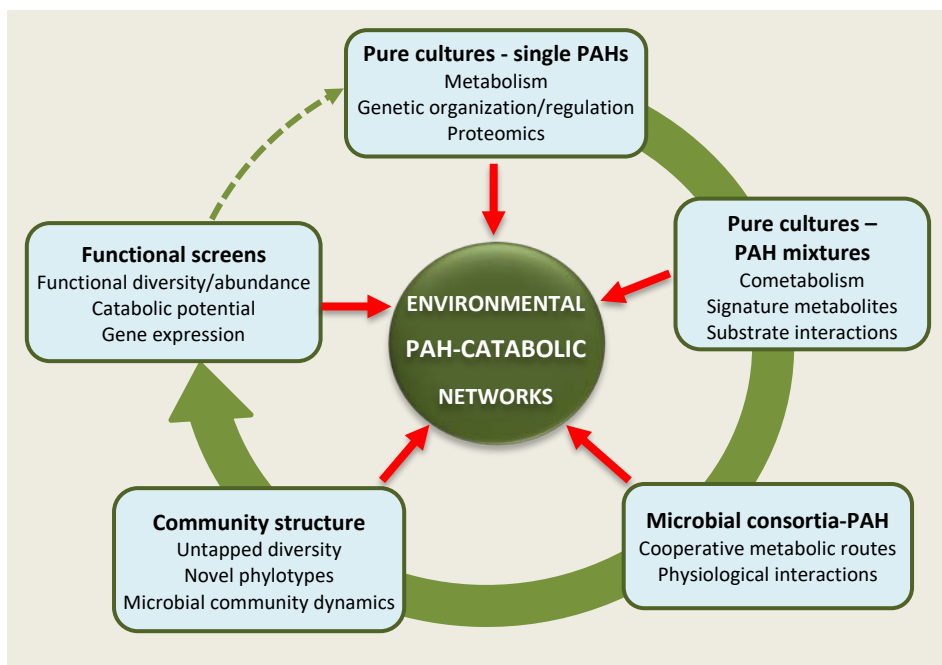 Pure cultures - single PAHs
Metabolism
Genetic organization/regulation
Proteomics
Pure cultures –
PAH mixtures
Cometabolism
Signature metabolites
Substrate interactions
Functional screens
Functional diversity/abundance
Catabolic potential
Gene expression
ENVIRONMENTAL
PAH-CATABOLIC
NETWORKS
Microbial consortia-PAH
Cooperative metabolic routes
Physiological interactions
Community structure
Untapped diversity
Novel phylotypes
Microbial community dynamics